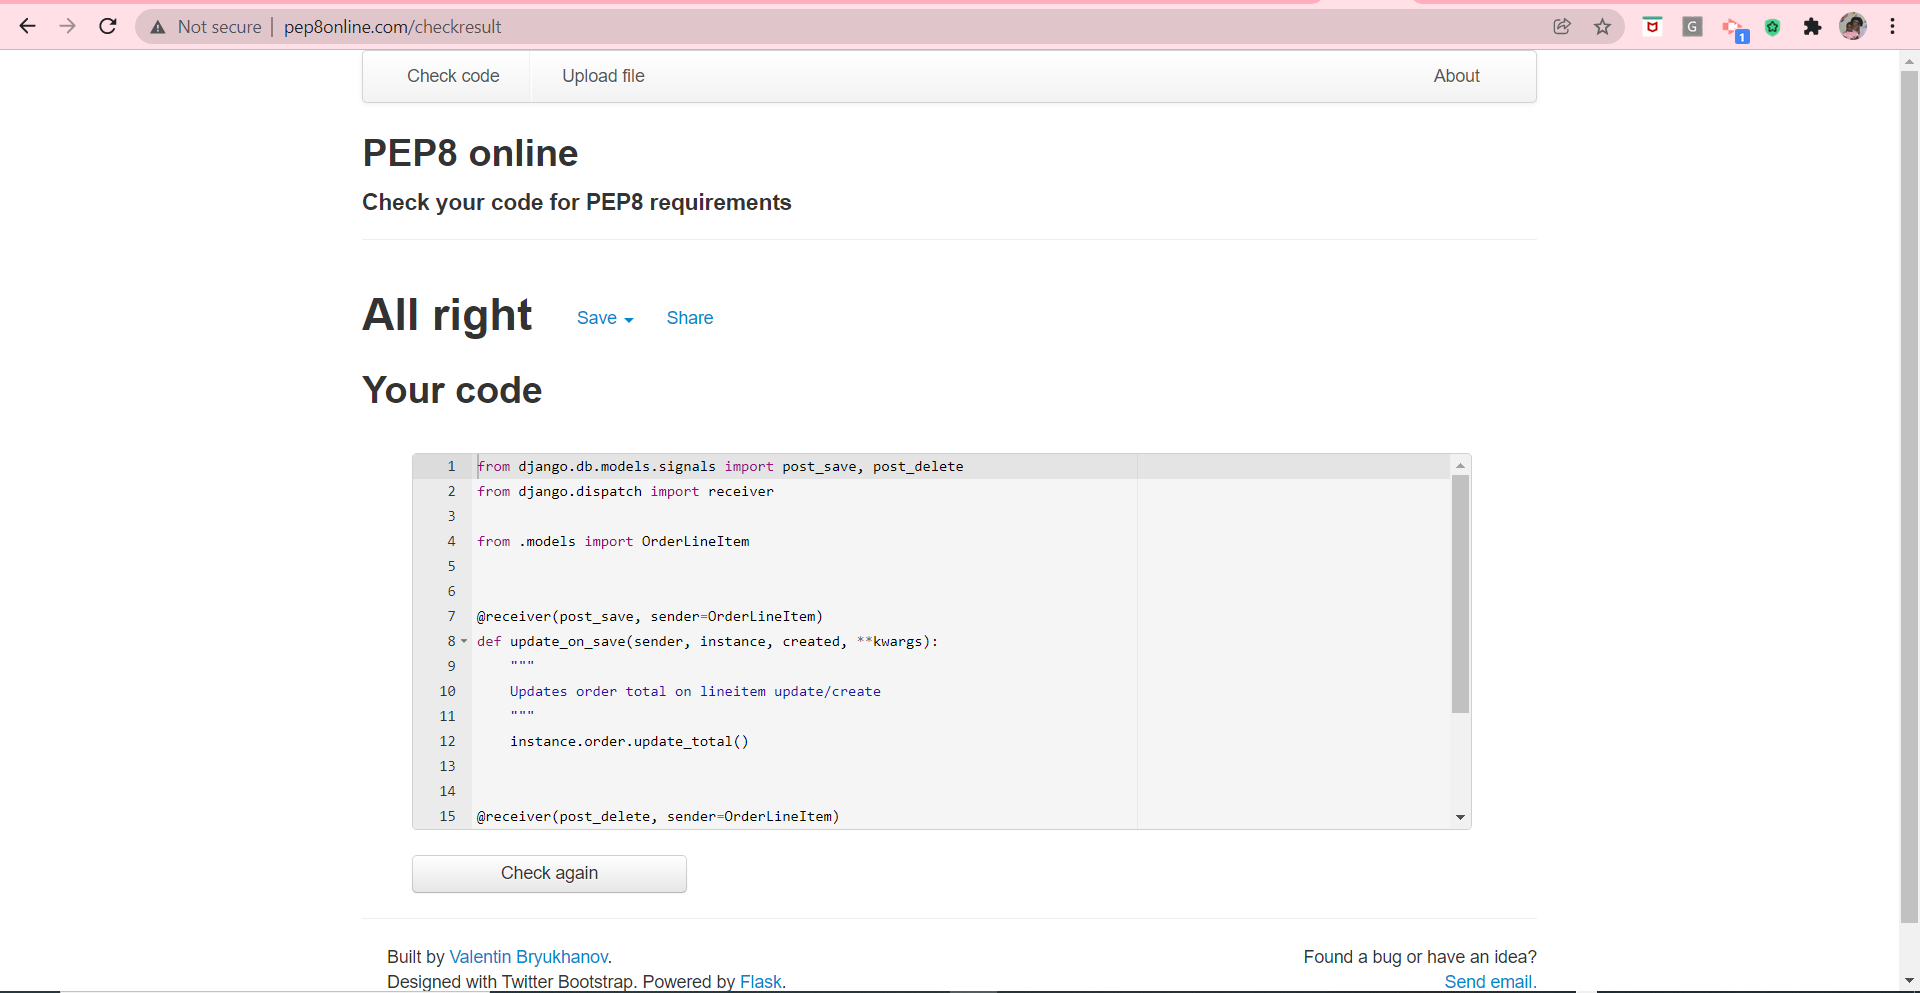 Not secure | pep8online.com/checkresult
G
1
Check code Upload file About
PEP8 online
Check your code for PEP8 requirements
All right Save Share
Your code
1 from django.db.models.signals import post_save, post_delete
2 from django.dispatch import receiver
3
4 from .models import OrderLineItem
5
6
7 @receiver(post_save, sender=OrderLineItem)
8 def update_on_save(sender, instance, created, **kwargs):
9     """
10     Updates order total on lineitem update/create
11     """
12     instance.order.update_total()
13
14
15 @receiver(post_delete, sender=OrderLineItem)
Check again
Built by Valentin Bryukhanov. Found a bug or have an idea?
Designed with Twitter Bootstrap. Powered by Flask. Send email.